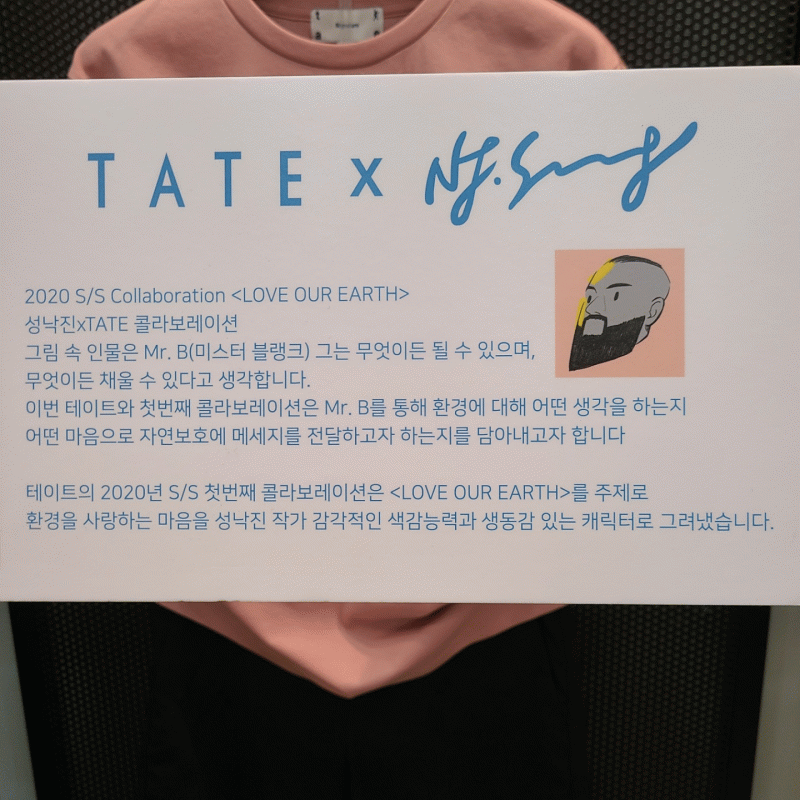 TATE x NJ.Sung
2020 S/S Collaboration <LOVE OUR EARTH>
성낙진xTATE 콜라보레이션
그림 속 인물은 Mr. B(미스터 블랭크) 그는 무엇이든 될 수 있으며,
무엇이든 채울 수 있다고 생각합니다.
이번 테이트와 첫번째 콜라보레이션은 Mr. B를 통해 환경에 대해 어떤 생각을 하는지
어떤 마음으로 자연보호에 메세지를 전달하고자 하는지를 담아내고자 합니다
테이트의 2020년 S/S 첫번째 콜라보레이션은 <LOVE OUR EARTH>를 주제로
환경을 사랑하는 마음을 성낙진 작가 감각적인 색감능력과 생동감 있는 캐릭터로 그려냈습니다.